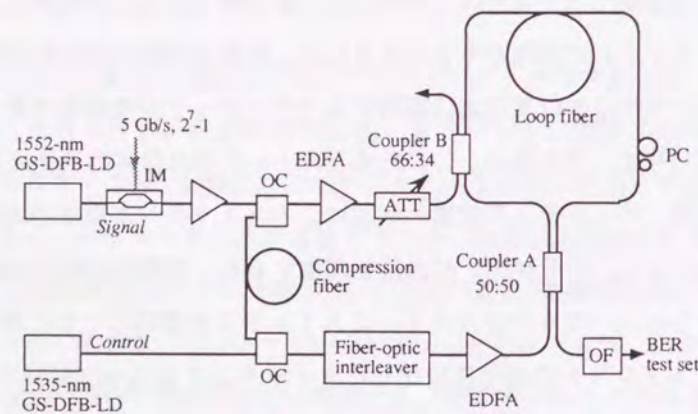 5 Gb/s, 2⁷-1
1552-nm
GS-DFB-LD
IM
Signal
OC
EDFA
ATT
Coupler B
66:34
Loop fiber
PC
Compression
fiber
Coupler A
50:50
Control
1535-nm
GS-DFB-LD
OC
Fiber-optic
interleaver
EDFA
OF
BER
test set